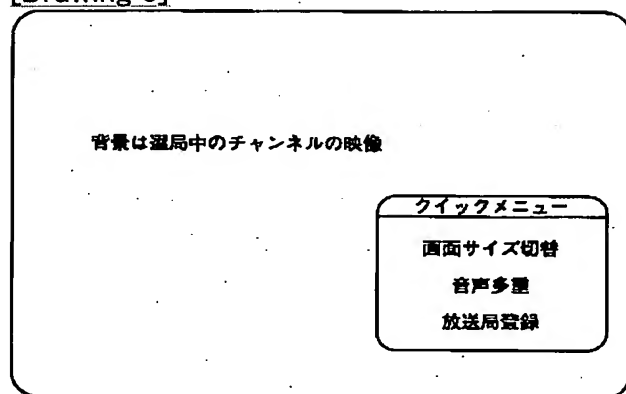 背景は選局中のチャンネルの映像
クイックメニュー
画面サイズ切替
音声多重
放送局登録